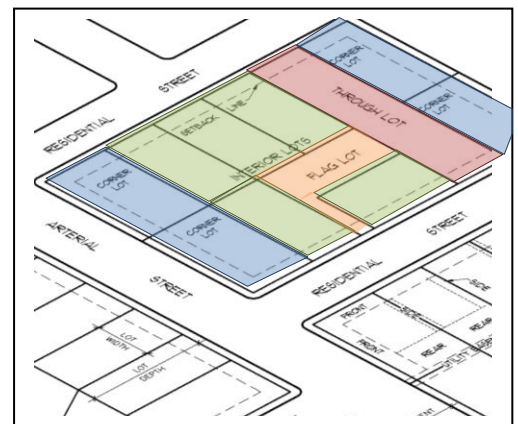 STREET
RESIDENTIAL
CORNER
LOT
THROUGH LOT
CORNER
LOT
SETBACK
LINE
INTERIOR LOTS
FLAG LOT
CORNER
LOT
CORNER
LOT
ARTERIAL
STREET
RESIDENTIAL
STREET
LOT
WIDTH
LOT
DEPTH
FRONT
FRONT
SIDE
SIDE
REAR
REAR